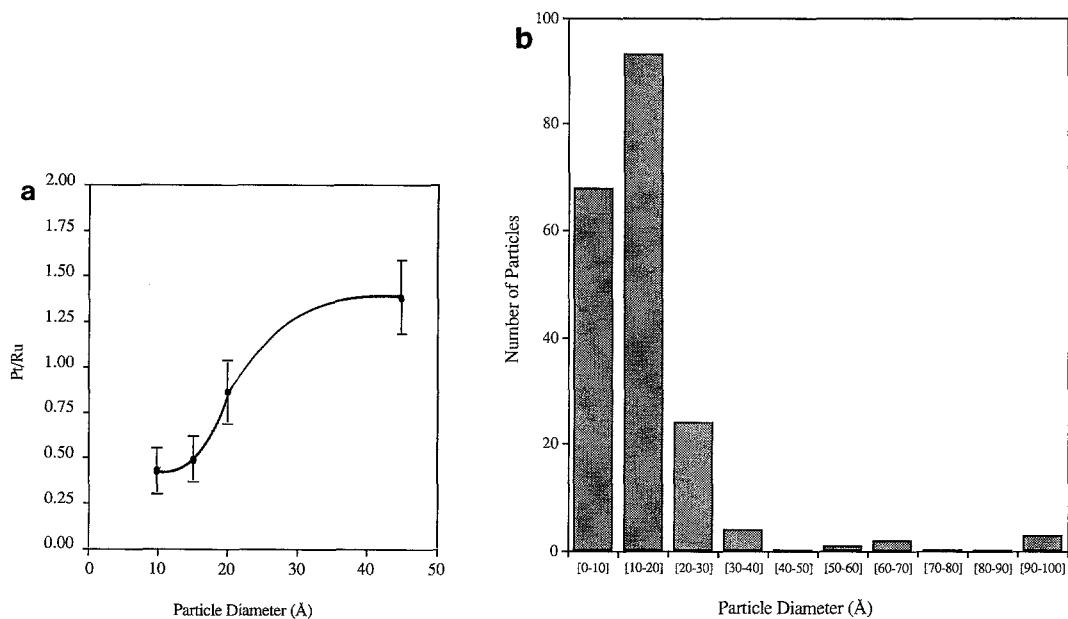 a
2.00
1.75
1.50
1.25
1.00
0.75
0.50
0.25
0.00
Pt/Ru
0 10 20 30 40 50
Particle Diameter (Å)
b
100
80
60
40
20
0
Number of Particles
[0-10] [10-20] [20-30] [30-40] [40-50] [50-60] [60-70] [70-80] [80-90] [90-100]
Particle Diameter (Å)